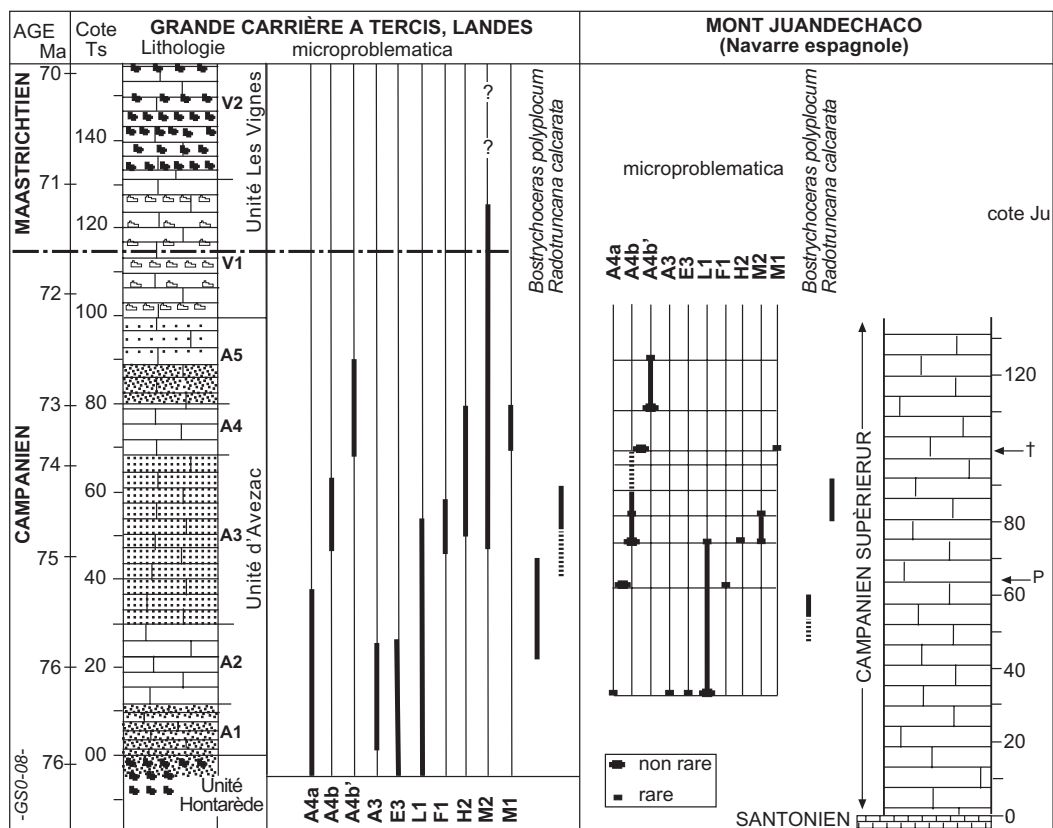 AGE
Ma
Cote
Ts
GRANDE CARRIÈRE A TERCIS, LANDES
Lithologie
microproblematica
MONT JUANDECHACO
(Navarre espagnole)
MAASTRICHTIEN
CAMPANIEN
-GS0-08-
70
71
72
73
74
75
76
76
140
120
100
80
60
40
20
00
V2
V1
A5
A4
A3
A2
A1
Unité Les Vignes
Unité d'Avezac
Unité
Hontarède
?
?
A4a
A4b
A4b'
A3
E3
L1
F1
H2
M2
M1
Bostrychoceras polyplocum
Radotruncana calcarata
microproblematica
A4a
A4b
A4b'
A3
E3
L1
F1
H2
M2
M1
Bostrychoceras polyplocum
Radotruncana calcarata
non rare
rare
cote Ju
CAMPANIEN SUPÈRIERUR
SANTONIEN
120
†
80
P
60
40
20
0